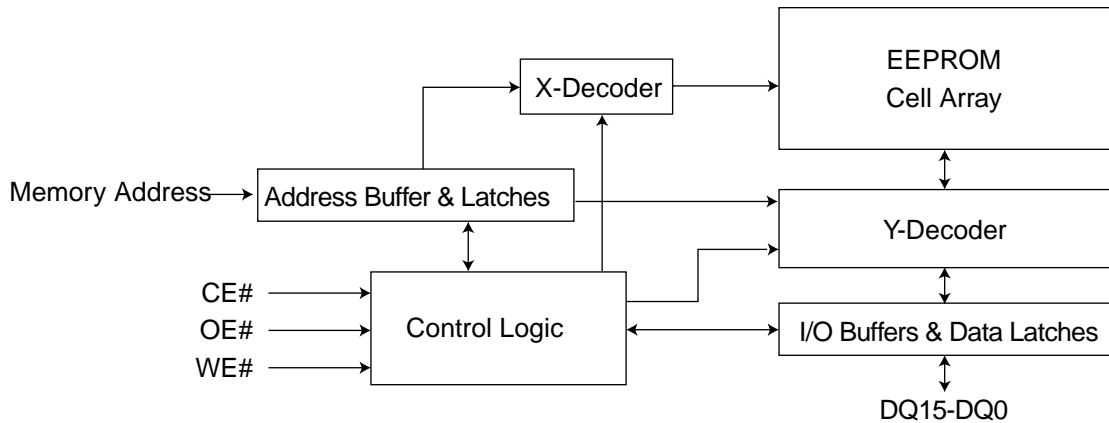 EEPROM
Cell Array
X-Decoder
Memory Address
Address Buffer & Latches
Y-Decoder
CE#
OE#
WE#
Control Logic
I/O Buffers & Data Latches
DQ15-DQ0